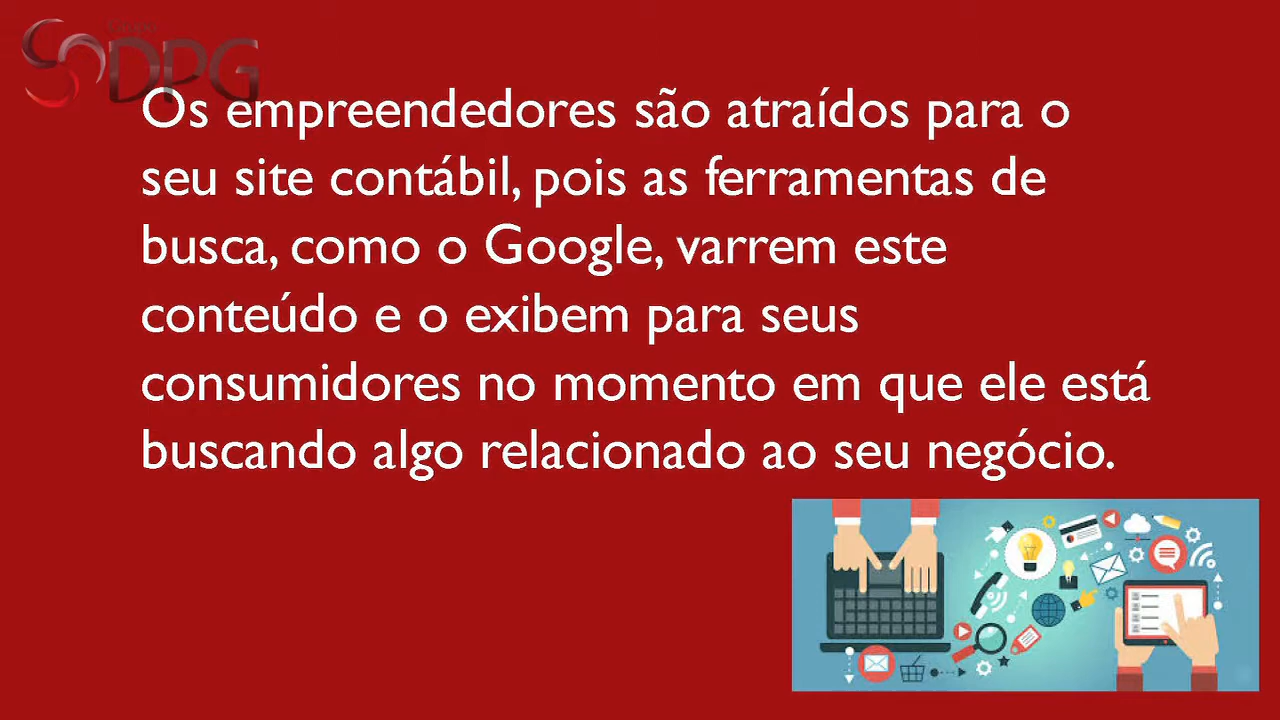 Grupo
DPG
Os empreendedores são atraídos para o
seu site contábil, pois as ferramentas de
busca, como o Google, varrem este
conteúdo e o exibem para seus
consumidores no momento em que ele está
buscando algo relacionado ao seu negócio.